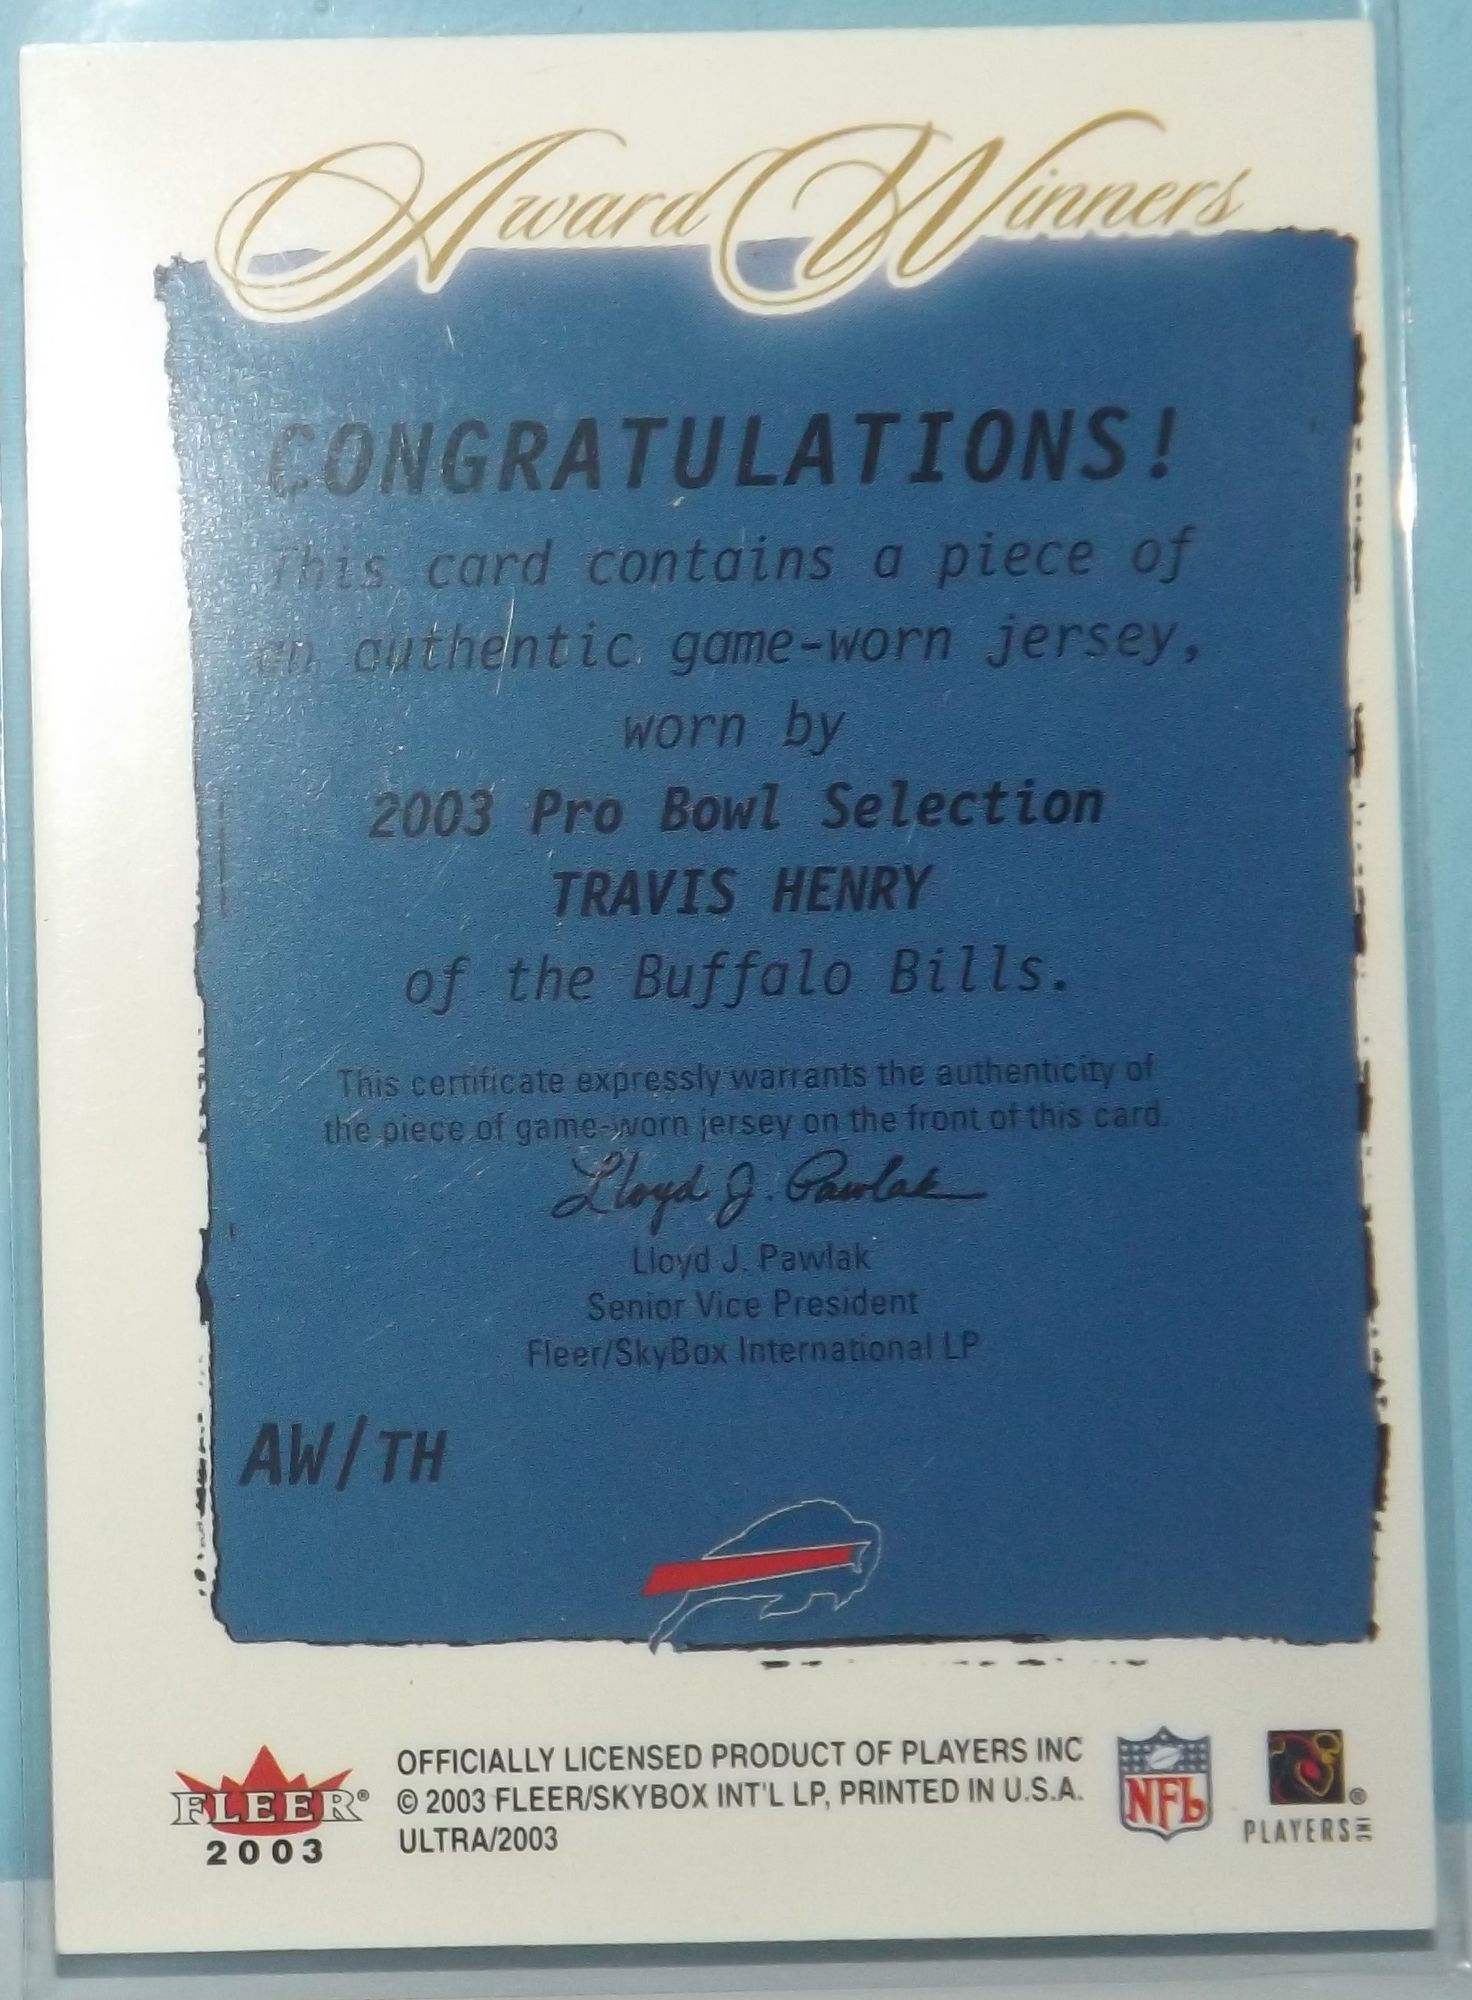 Award Winners
CONGRATULATIONS!
This card contains a piece of
an authentic game-worn jersey,
worn by
2003 Pro Bowl Selection
TRAVIS HENRY
of the Buffalo Bills.
This certificate expressly warrants the authenticity of
the piece of game-worn jersey on the front of this card.
Lloyd J. Pawlak
Lloyd J. Pawlak
Senior Vice President
Fleer/SkyBox International LP
AW/TH
FLEER®
2003
OFFICIALLY LICENSED PRODUCT OF PLAYERS INC
© 2003 FLEER/SKYBOX INT'L LP, PRINTED IN U.S.A.
ULTRA/2003
NFL
®
PLAYERS INC